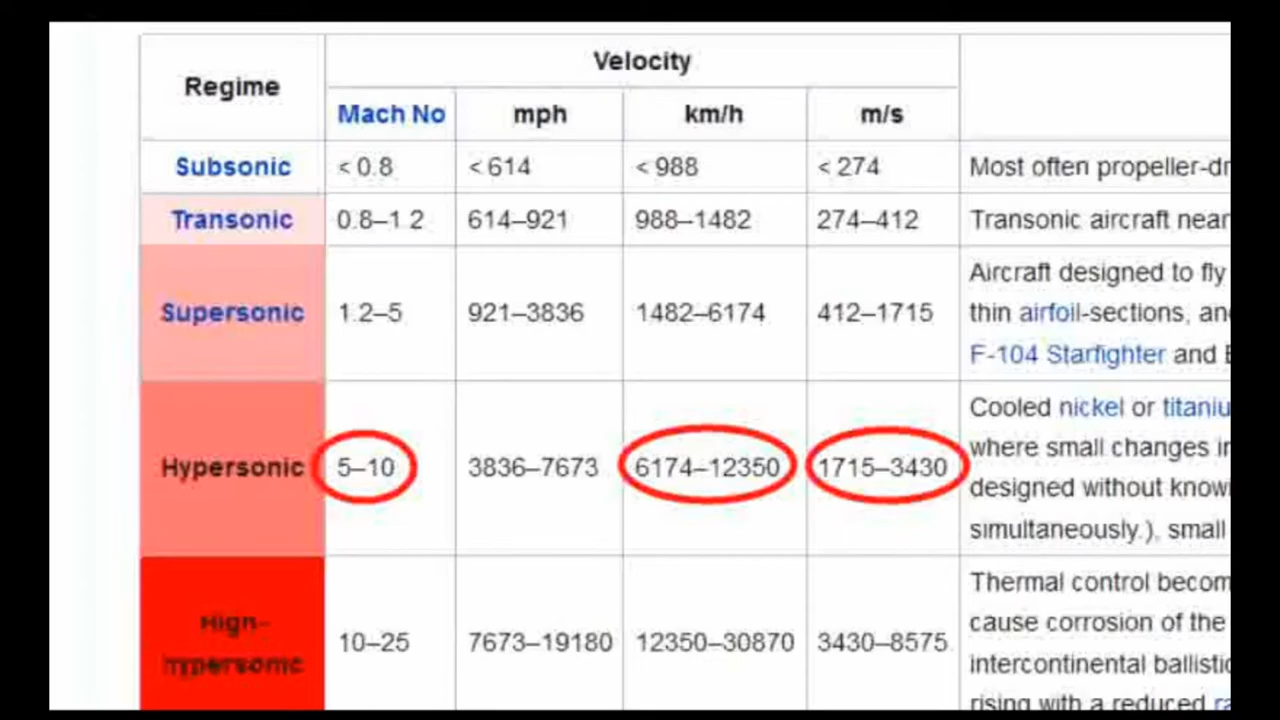 Velocity
Regime
Mach No mph km/h m/s
Subsonic < 0.8 < 614 < 988 < 274 Most often propeller-dr
Transonic 0.8–1.2 614–921 988–1482 274–412 Transonic aircraft near
Aircraft designed to fly
Supersonic 1.2–5 921–3836 1482–6174 412–1715 thin airfoil-sections, an
F-104 Starfighter and
Cooled nickel or titaniu
where small changes in
Hypersonic 5–10 3836–7673 6174–12350 1715–3430
designed without know
simultaneously.), small
Thermal control becom
High-
cause corrosion of the
10–25 7673–19180 12350–30870 3430–8575
hypersonic
intercontinental ballistic
rising with a reduced ra